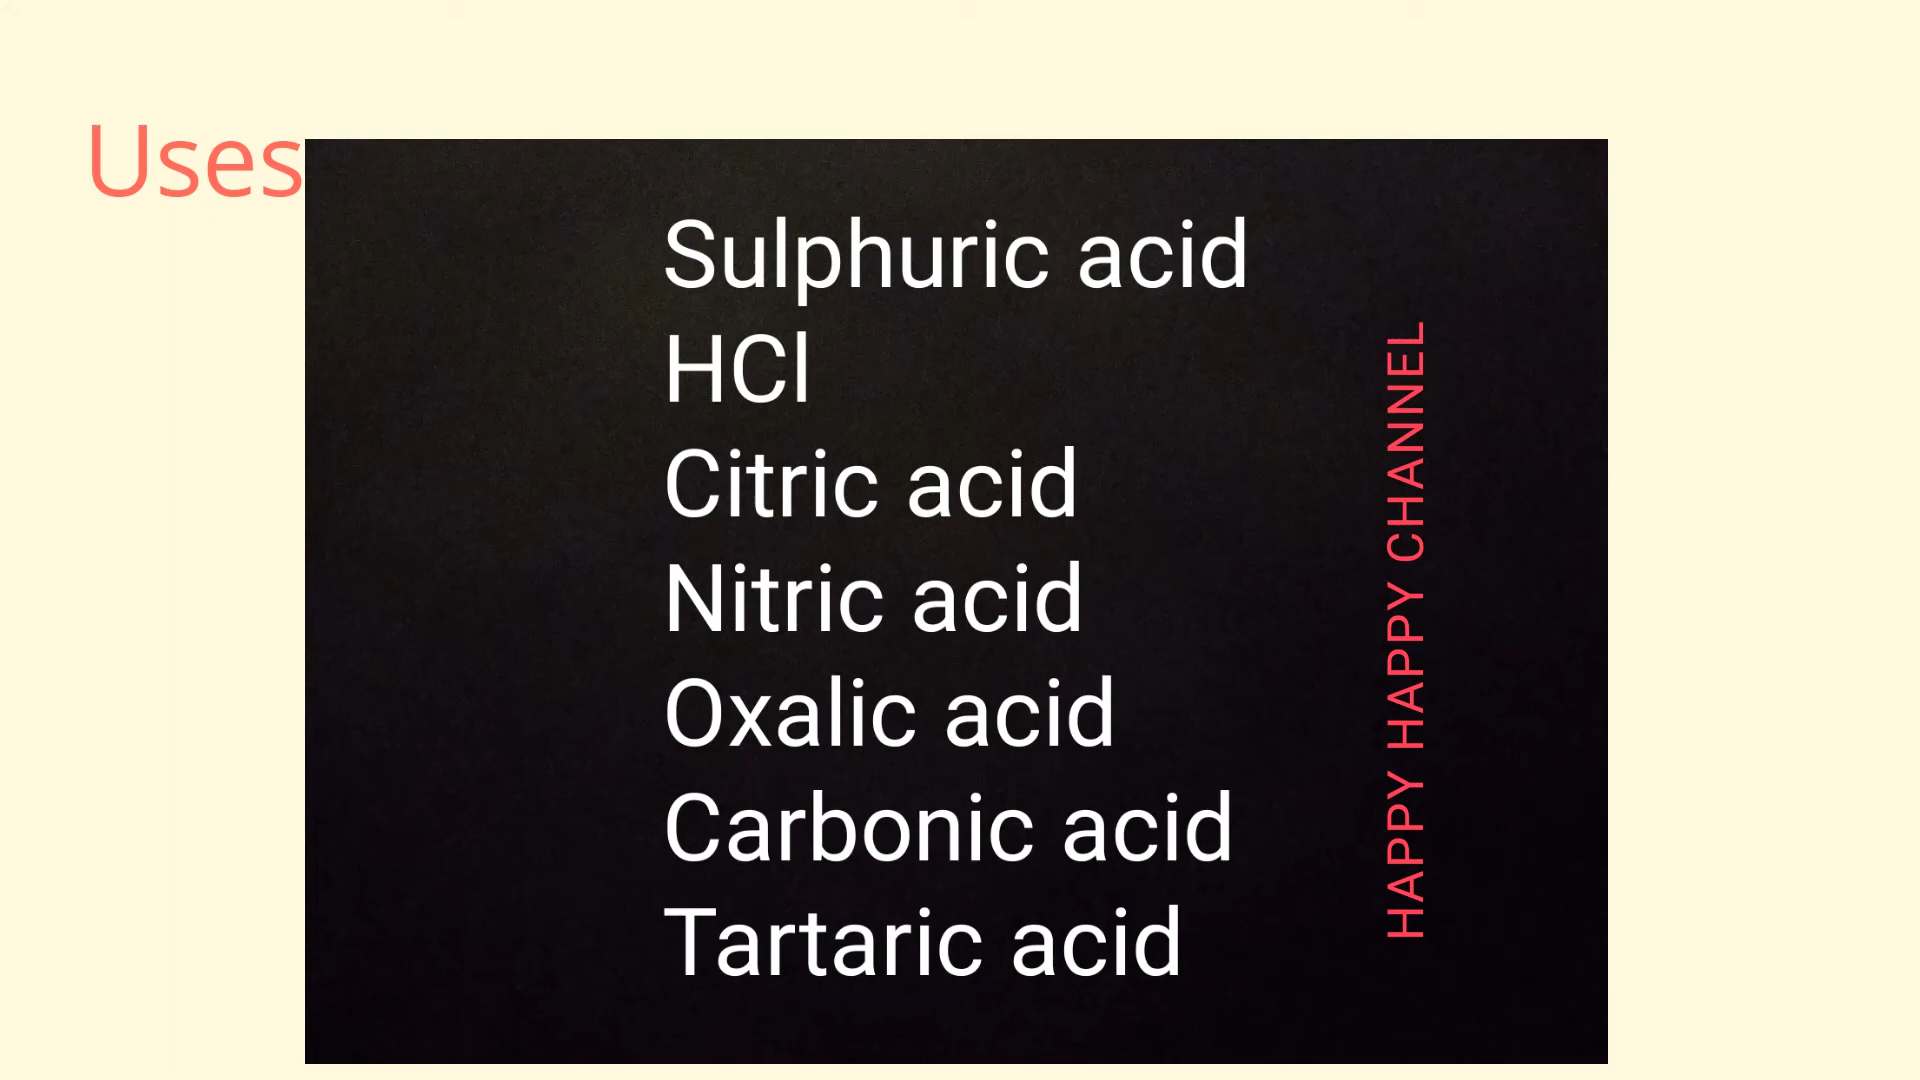 Uses
Sulphuric acid
HCl
Citric acid
Nitric acid
Oxalic acid
Carbonic acid
Tartaric acid
HAPPY HAPPY CHANNEL